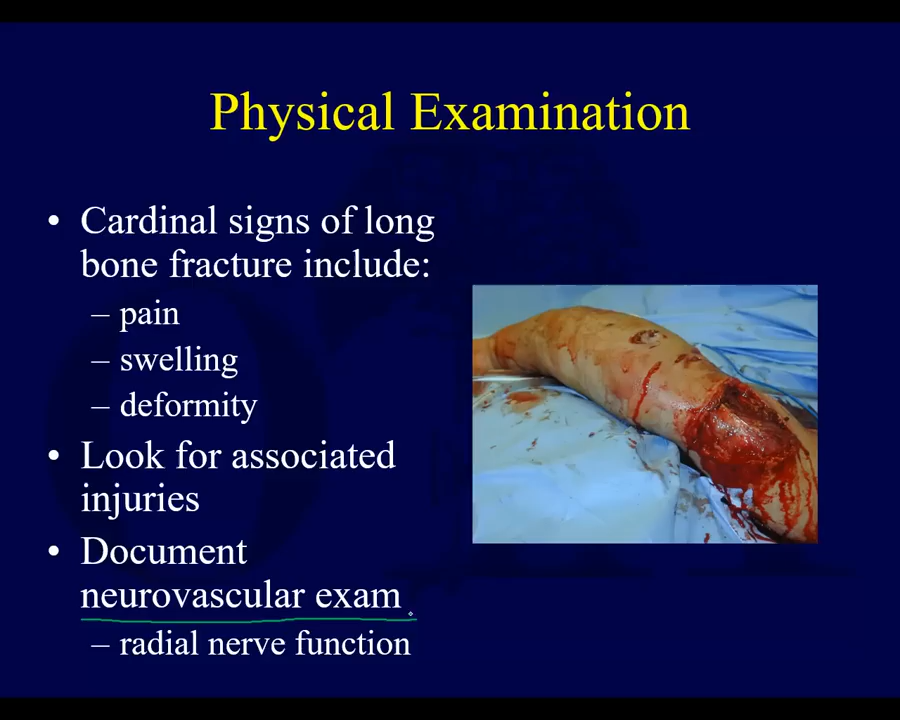 Physical Examination
• Cardinal signs of long
bone fracture include:
– pain
– swelling
– deformity
• Look for associated
injuries
• Document
neurovascular exam
– radial nerve function